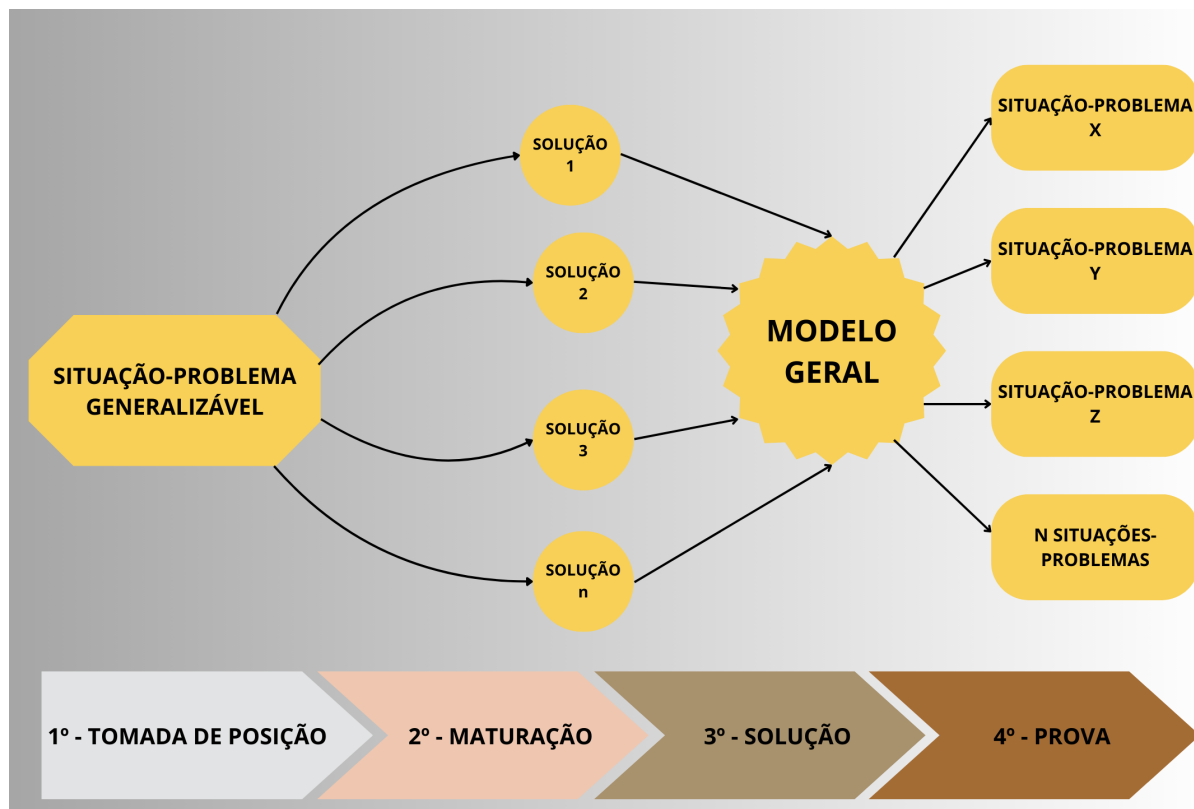 SITUAÇÃO-PROBLEMA
GENERALIZÁVEL
SOLUÇÃO
1
SOLUÇÃO
2
SOLUÇÃO
3
SOLUÇÃO
n
MODELO
GERAL
SITUAÇÃO-PROBLEMA
X
SITUAÇÃO-PROBLEMA
Y
SITUAÇÃO-PROBLEMA
Z
N SITUAÇÕES-
PROBLEMAS
1º - TOMADA DE POSIÇÃO
2º - MATURAÇÃO
3º - SOLUÇÃO
4º - PROVA